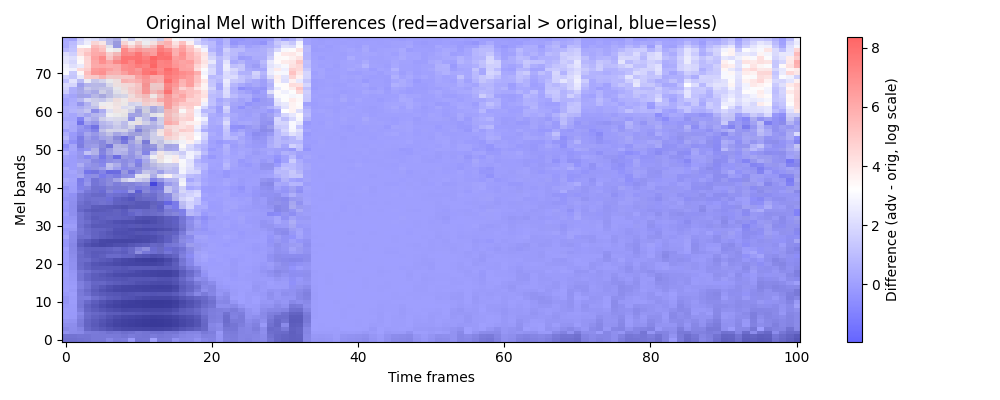 Original Mel with Differences (red=adversarial > original, blue=less)
Mel bands
70
60
50
40
30
20
10
0
0 20 40 60 80 100
Time frames
8
6
4
2
0
Difference (adv - orig, log scale)